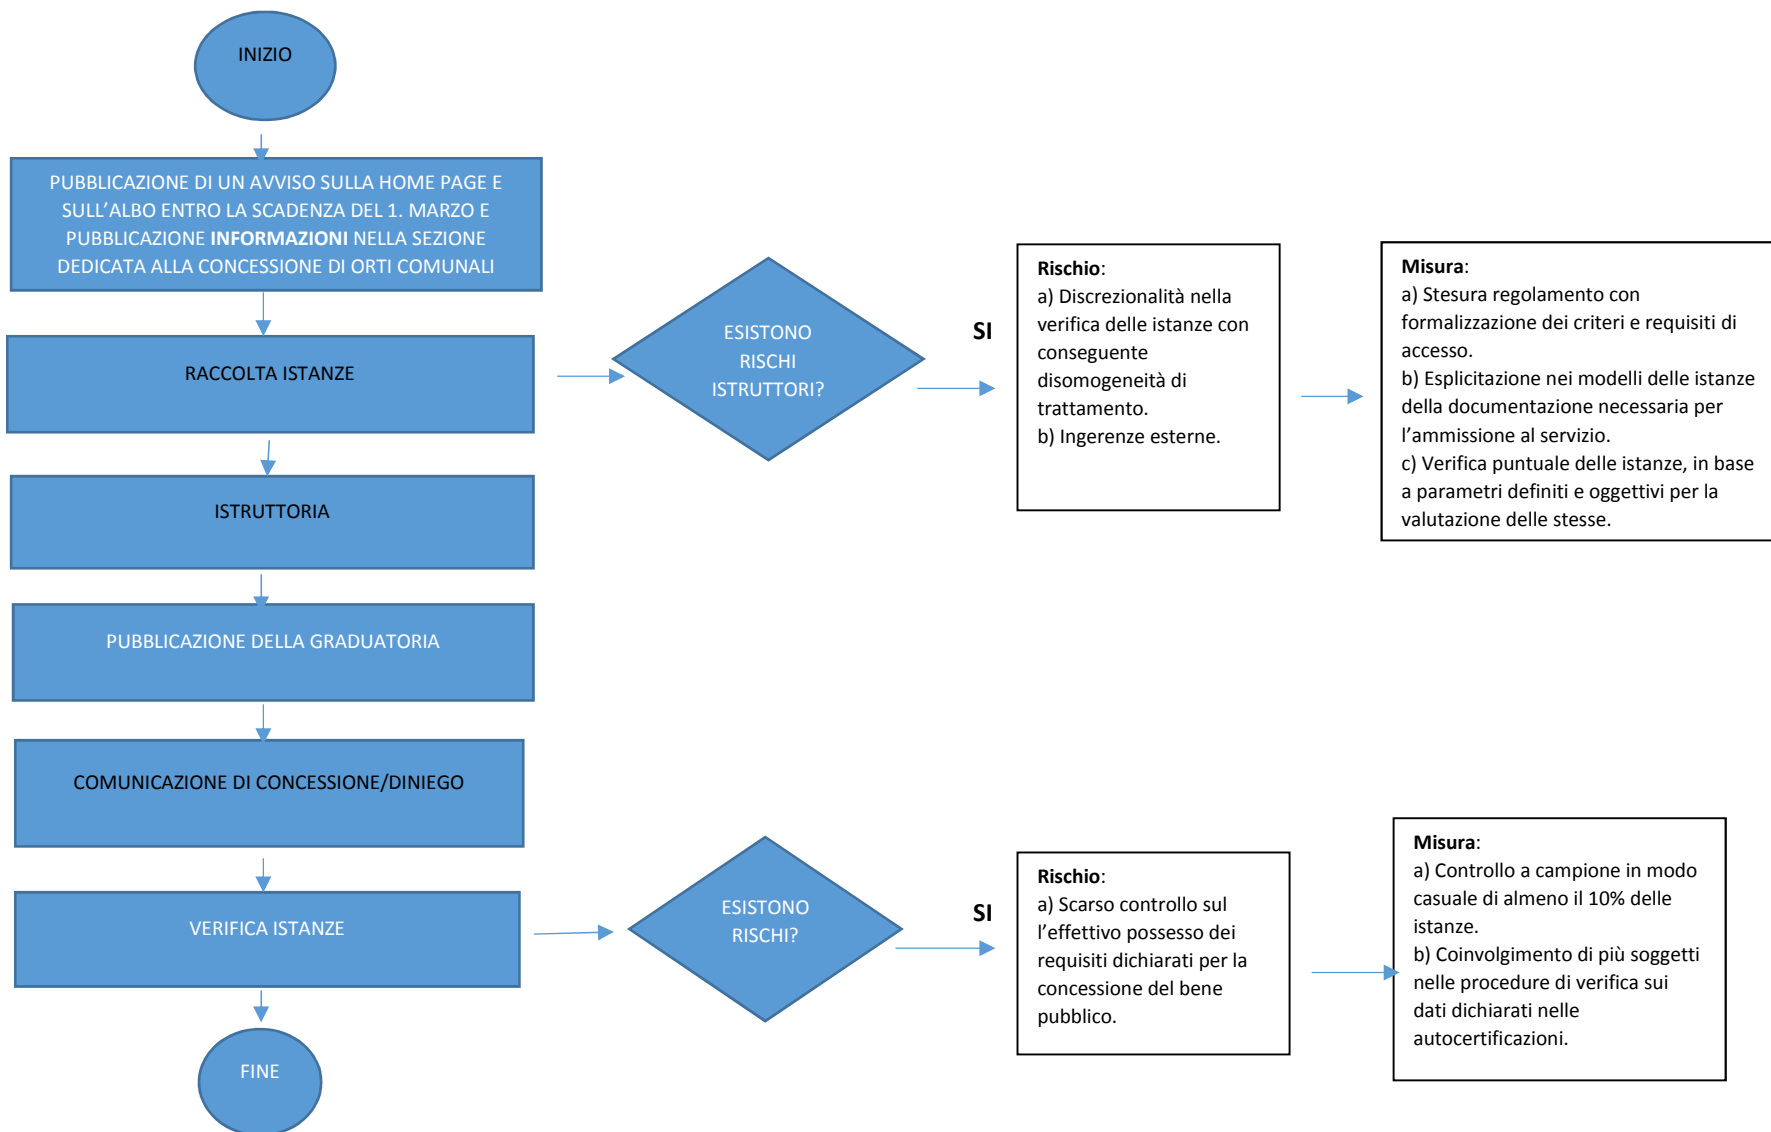 INIZIO
PUBBLICAZIONE DI UN AVVISO SULLA HOME PAGE E
SULL'ALBO ENTRO LA SCADENZA DEL 1. MARZO E
PUBBLICAZIONE INFORMAZIONI NELLA SEZIONE
DEDICATA ALLA CONCESSIONE DI ORTI COMUNALI
RACCOLTA ISTANZE
ESISTONO
RISCHI
ISTRUTTORI?
SI
Rischio:
a) Discrezionalità nella
verifica delle istanze con
conseguente
disomogeneità di
trattamento.
b) Ingerenze esterne.
Misura:
a) Stesura regolamento con
formalizzazione dei criteri e requisiti di
accesso.
b) Esplicitazione nei modelli delle istanze
della documentazione necessaria per
l'ammissione al servizio.
c) Verifica puntuale delle istanze, in base
a parametri definiti e oggettivi per la
valutazione delle stesse.
ISTRUTTORIA
PUBBLICAZIONE DELLA GRADUATORIA
COMUNICAZIONE DI CONCESSIONE/DINIEGO
VERIFICA ISTANZE
ESISTONO
RISCHI?
SI
Rischio:
a) Scarso controllo sul
l'effettivo possesso dei
requisiti dichiarati per la
concessione del bene
pubblico.
Misura:
a) Controllo a campione in modo
casuale di almeno il 10% delle
istanze.
b) Coinvolgimento di più soggetti
nelle procedure di verifica sui
dati dichiarati nelle
autocertificazioni.
FINE